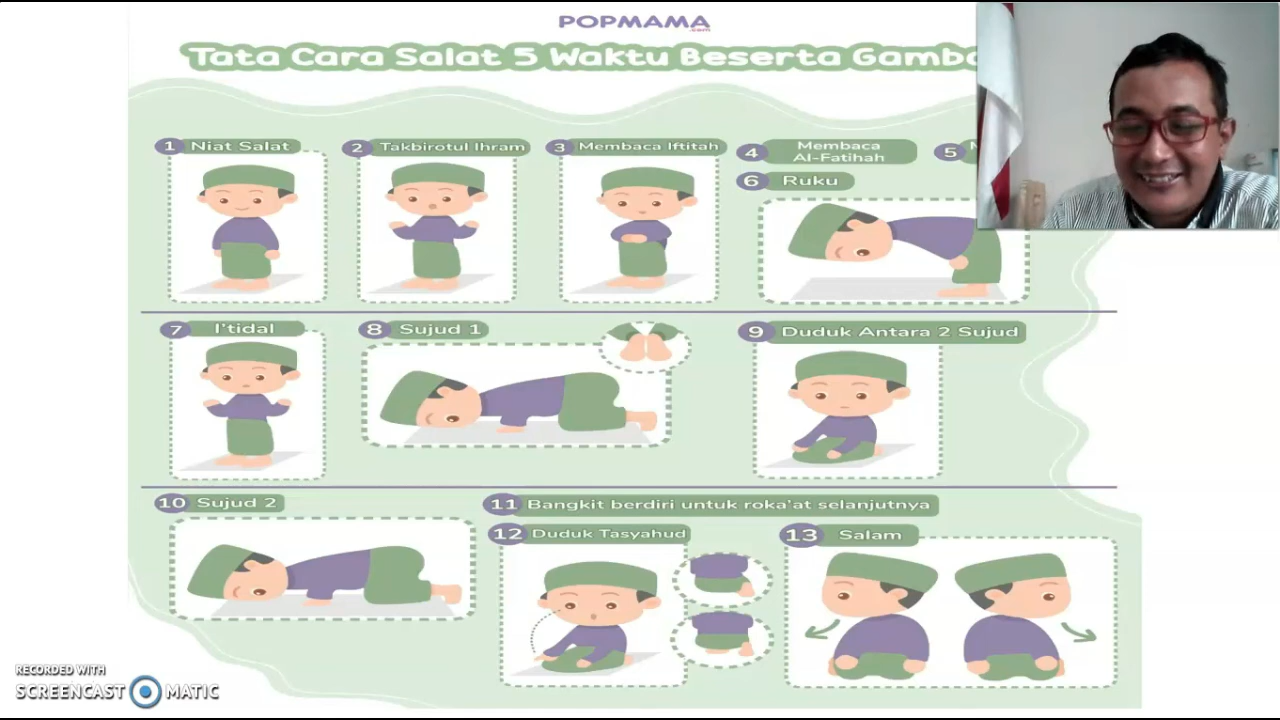 POPMAMA
.com
Tata Cara Salat 5 Waktu Beserta
1 Niat Salat
2 Takbirotul Ihram
3 Membaca Iftitah
4 Membaca
Al-Fatihah
5
6 Ruku
7 I'tidal
8 Sujud 1
9 Duduk Antara 2 Sujud
10 Sujud 2
11 Bangkit berdiri untuk roka'at selanjutnya
12 Duduk Tasyahud
13 Salam
RECORDED WITH
SCREENCAST MATIC